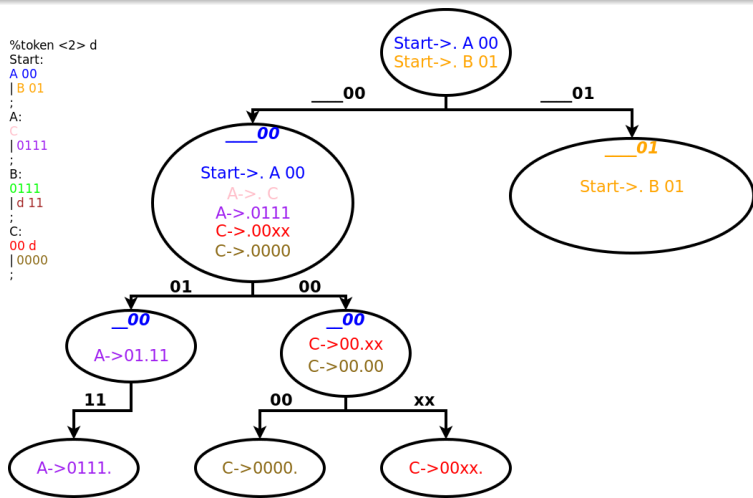 %token <2> d
Start:
A 00
| B 01
;
A:
C
| 0111
;
B:
0111
| d 11
;
C:
00 d
| 0000
;
Start->. A 00
Start->. B 01
____00
____01
____00
Start->. A 00
A->. C
A->.0111
C->.00xx
C->.0000
____01
Start->. B 01
01
00
__00
A->01.11
__00
C->00.xx
C->00.00
11
00
xx
A->0111.
C->0000.
C->00xx.